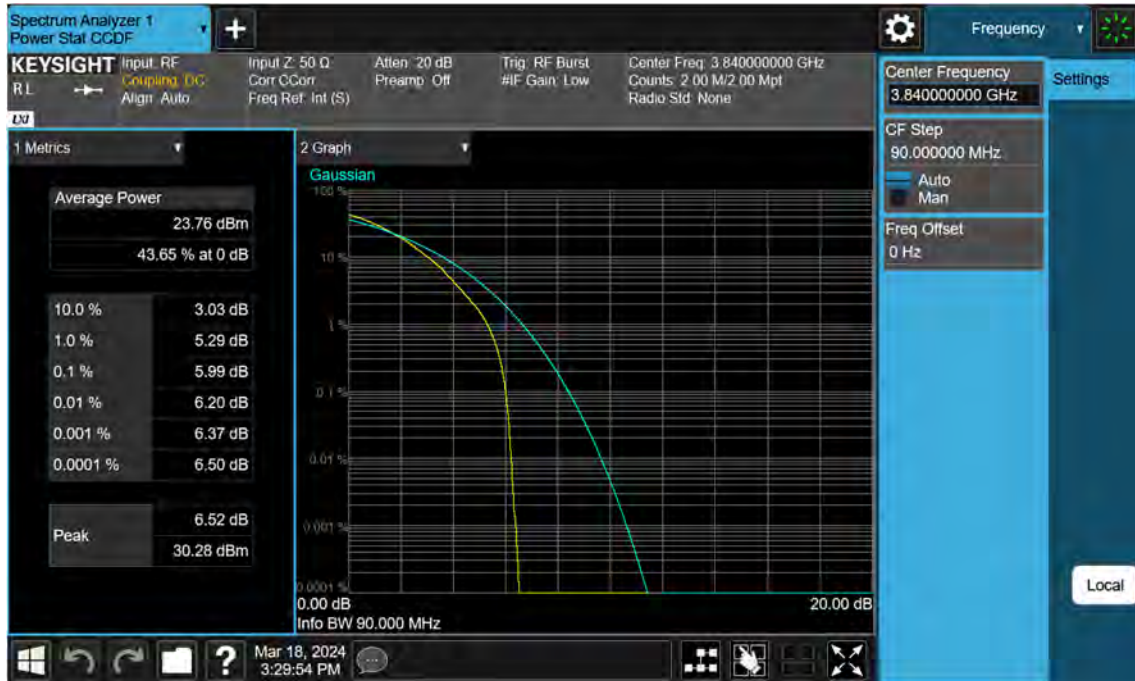 Spectrum Analyzer 1
Power Stat CCDF
+
Frequency
KEYSIGHT
RL
LXI
Input: RF
Coupling: DC
Align: Auto
Input Z: 50 Ω
Corr CCorr
Freq Ref: Int (S)
Atten: 20 dB
Preamp: Off
Trig: RF Burst
#IF Gain: Low
Center Freq: 3.840000000 GHz
Counts: 2.00 M/2.00 Mpt
Radio Std: None
Center Frequency
3.840000000 GHz
Settings
CF Step
90.000000 MHz
Auto
Man
Freq Offset
0 Hz
1 Metrics
Average Power
23.76 dBm
43.65 % at 0 dB
10.0 % 3.03 dB
1.0 % 5.29 dB
0.1 % 5.99 dB
0.01 % 6.20 dB
0.001 % 6.37 dB
0.0001 % 6.50 dB
Peak
6.52 dB
30.28 dBm
2 Graph
Gaussian
100 %
10 %
1 %
0.1 %
0.01 %
0.001 %
0.0001 %
0.00 dB 20.00 dB
Info BW 90.000 MHz
Local
?
Mar 18, 2024
3:29:54 PM